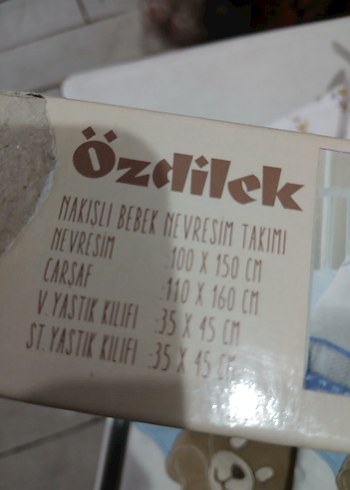 Özdilek
NAKIŞLI BEBEK NEVRESİM TAKIMI
NEVRESİM :100 X 150 CM
ÇARŞAF :110 X 160 CM
V.YASTIK KILIFI :35 X 45 CM
ST.YASTIK KILIFI :35 X 45 CM